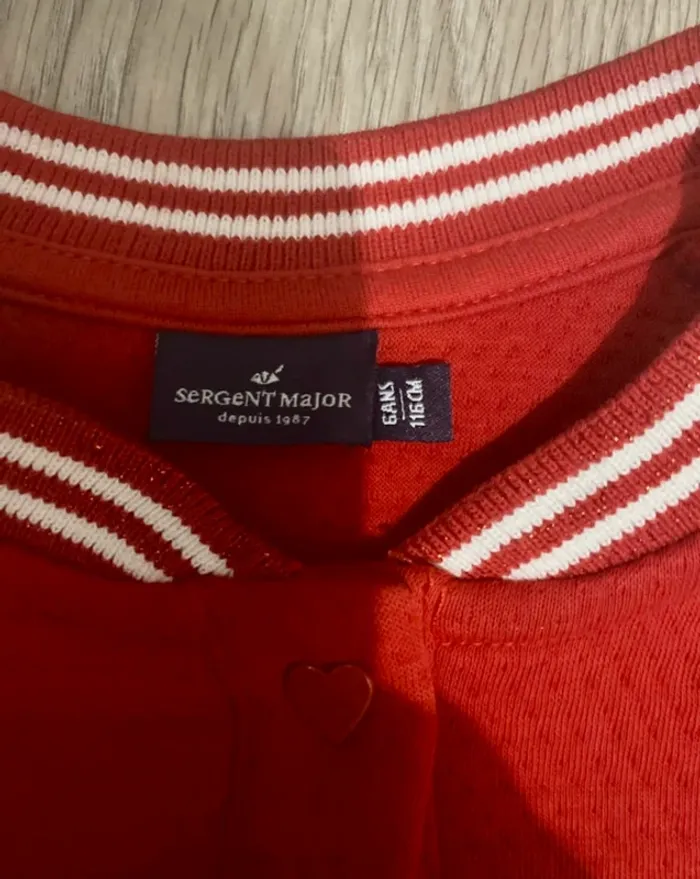 SeRGeNT MaJOR
depuis 1987
6ANS
116CM